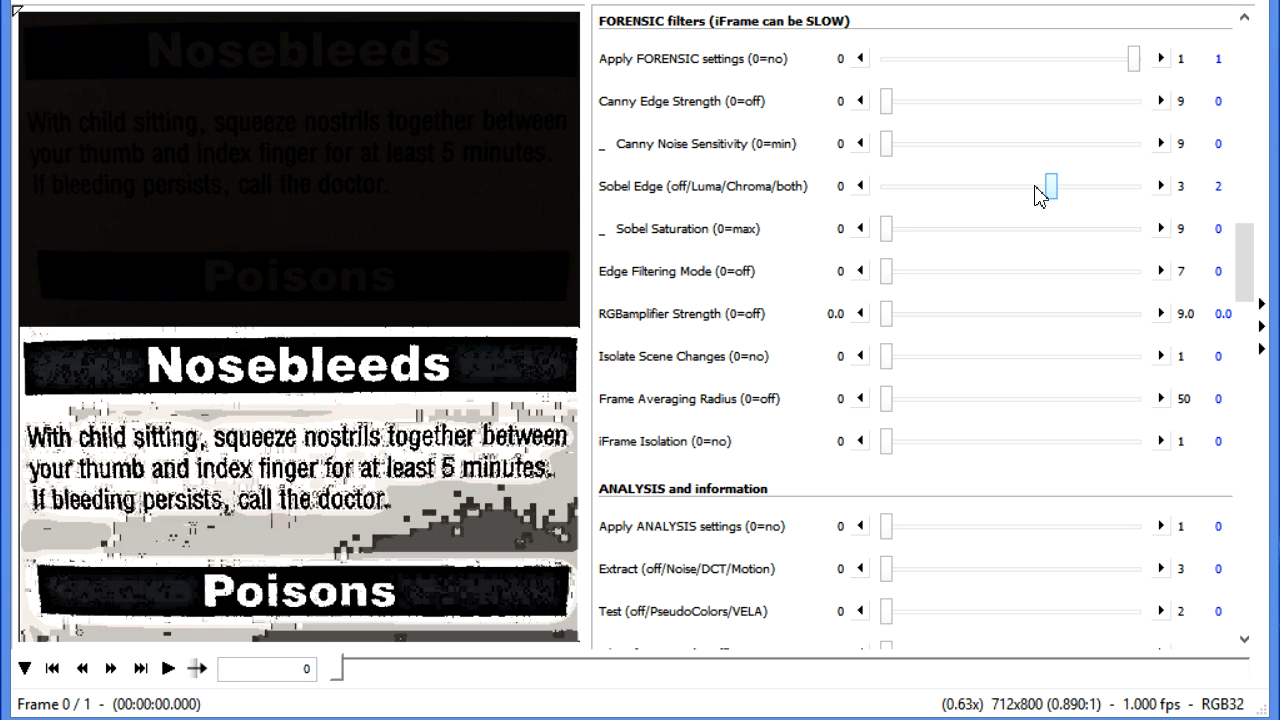 Nosebleeds
With child sitting, squeeze nostrils together between
your thumb and index finger for at least 5 minutes.
If bleeding persists, call the doctor.
Poisons
Nosebleeds
With child sitting, squeeze nostrils together between
your thumb and index finger for at least 5 minutes.
If bleeding persists, call the doctor.
Poisons
FORENSIC filters (iFrame can be SLOW)
Apply FORENSIC settings (0=no) 0 1 1
Canny Edge Strength (0=off) 0 9 0
_ Canny Noise Sensitivity (0=min) 0 9 0
Sobel Edge (off/Luma/Chroma/both) 0 3 2
_ Sobel Saturation (0=max) 0 9 0
Edge Filtering Mode (0=off) 0 7 0
RGBamplifier Strength (0=off) 0.0 9.0 0.0
Isolate Scene Changes (0=no) 0 1 0
Frame Averaging Radius (0=off) 0 50 0
iFrame Isolation (0=no) 0 1 0
ANALYSIS and information
Apply ANALYSIS settings (0=no) 0 1 0
Extract (off/Noise/DCT/Motion) 0 3 0
Test (off/PseudoColors/VELA) 0 2 0
0
Frame 0 / 1 - (00:00:00.000) (0.63x) 712x800 (0.890:1) - 1.000 fps - RGB32